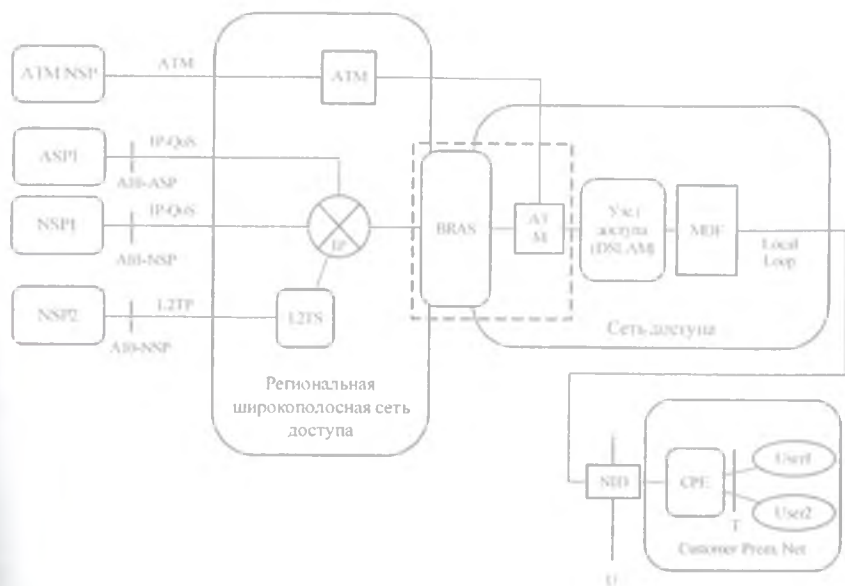 ATM NSP
ATM
ATM
ASP1
IP-QoS
A10-ASP
NSP1
IP-QoS
A10-NSP
IP
NSP2
L2TP
A10-NSP
L2TS
Региональная
широкополосная сеть
доступа
BRAS
AT
M
Узел
доступа
(DSLAM)
MDF
Local
Loop
Сеть доступа
NID
U
CPE
T
User1
User2
Customer Prem. Net